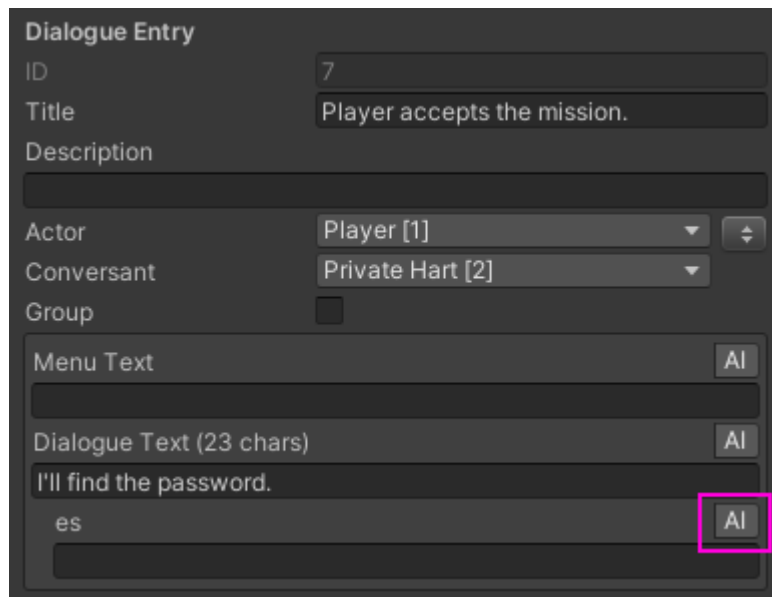 Dialogue Entry
ID 7
Title Player accepts the mission.
Description
Actor Player [1]
Conversant Private Hart [2]
Group
Menu Text AI
Dialogue Text (23 chars) AI
I'll find the password.
es AI